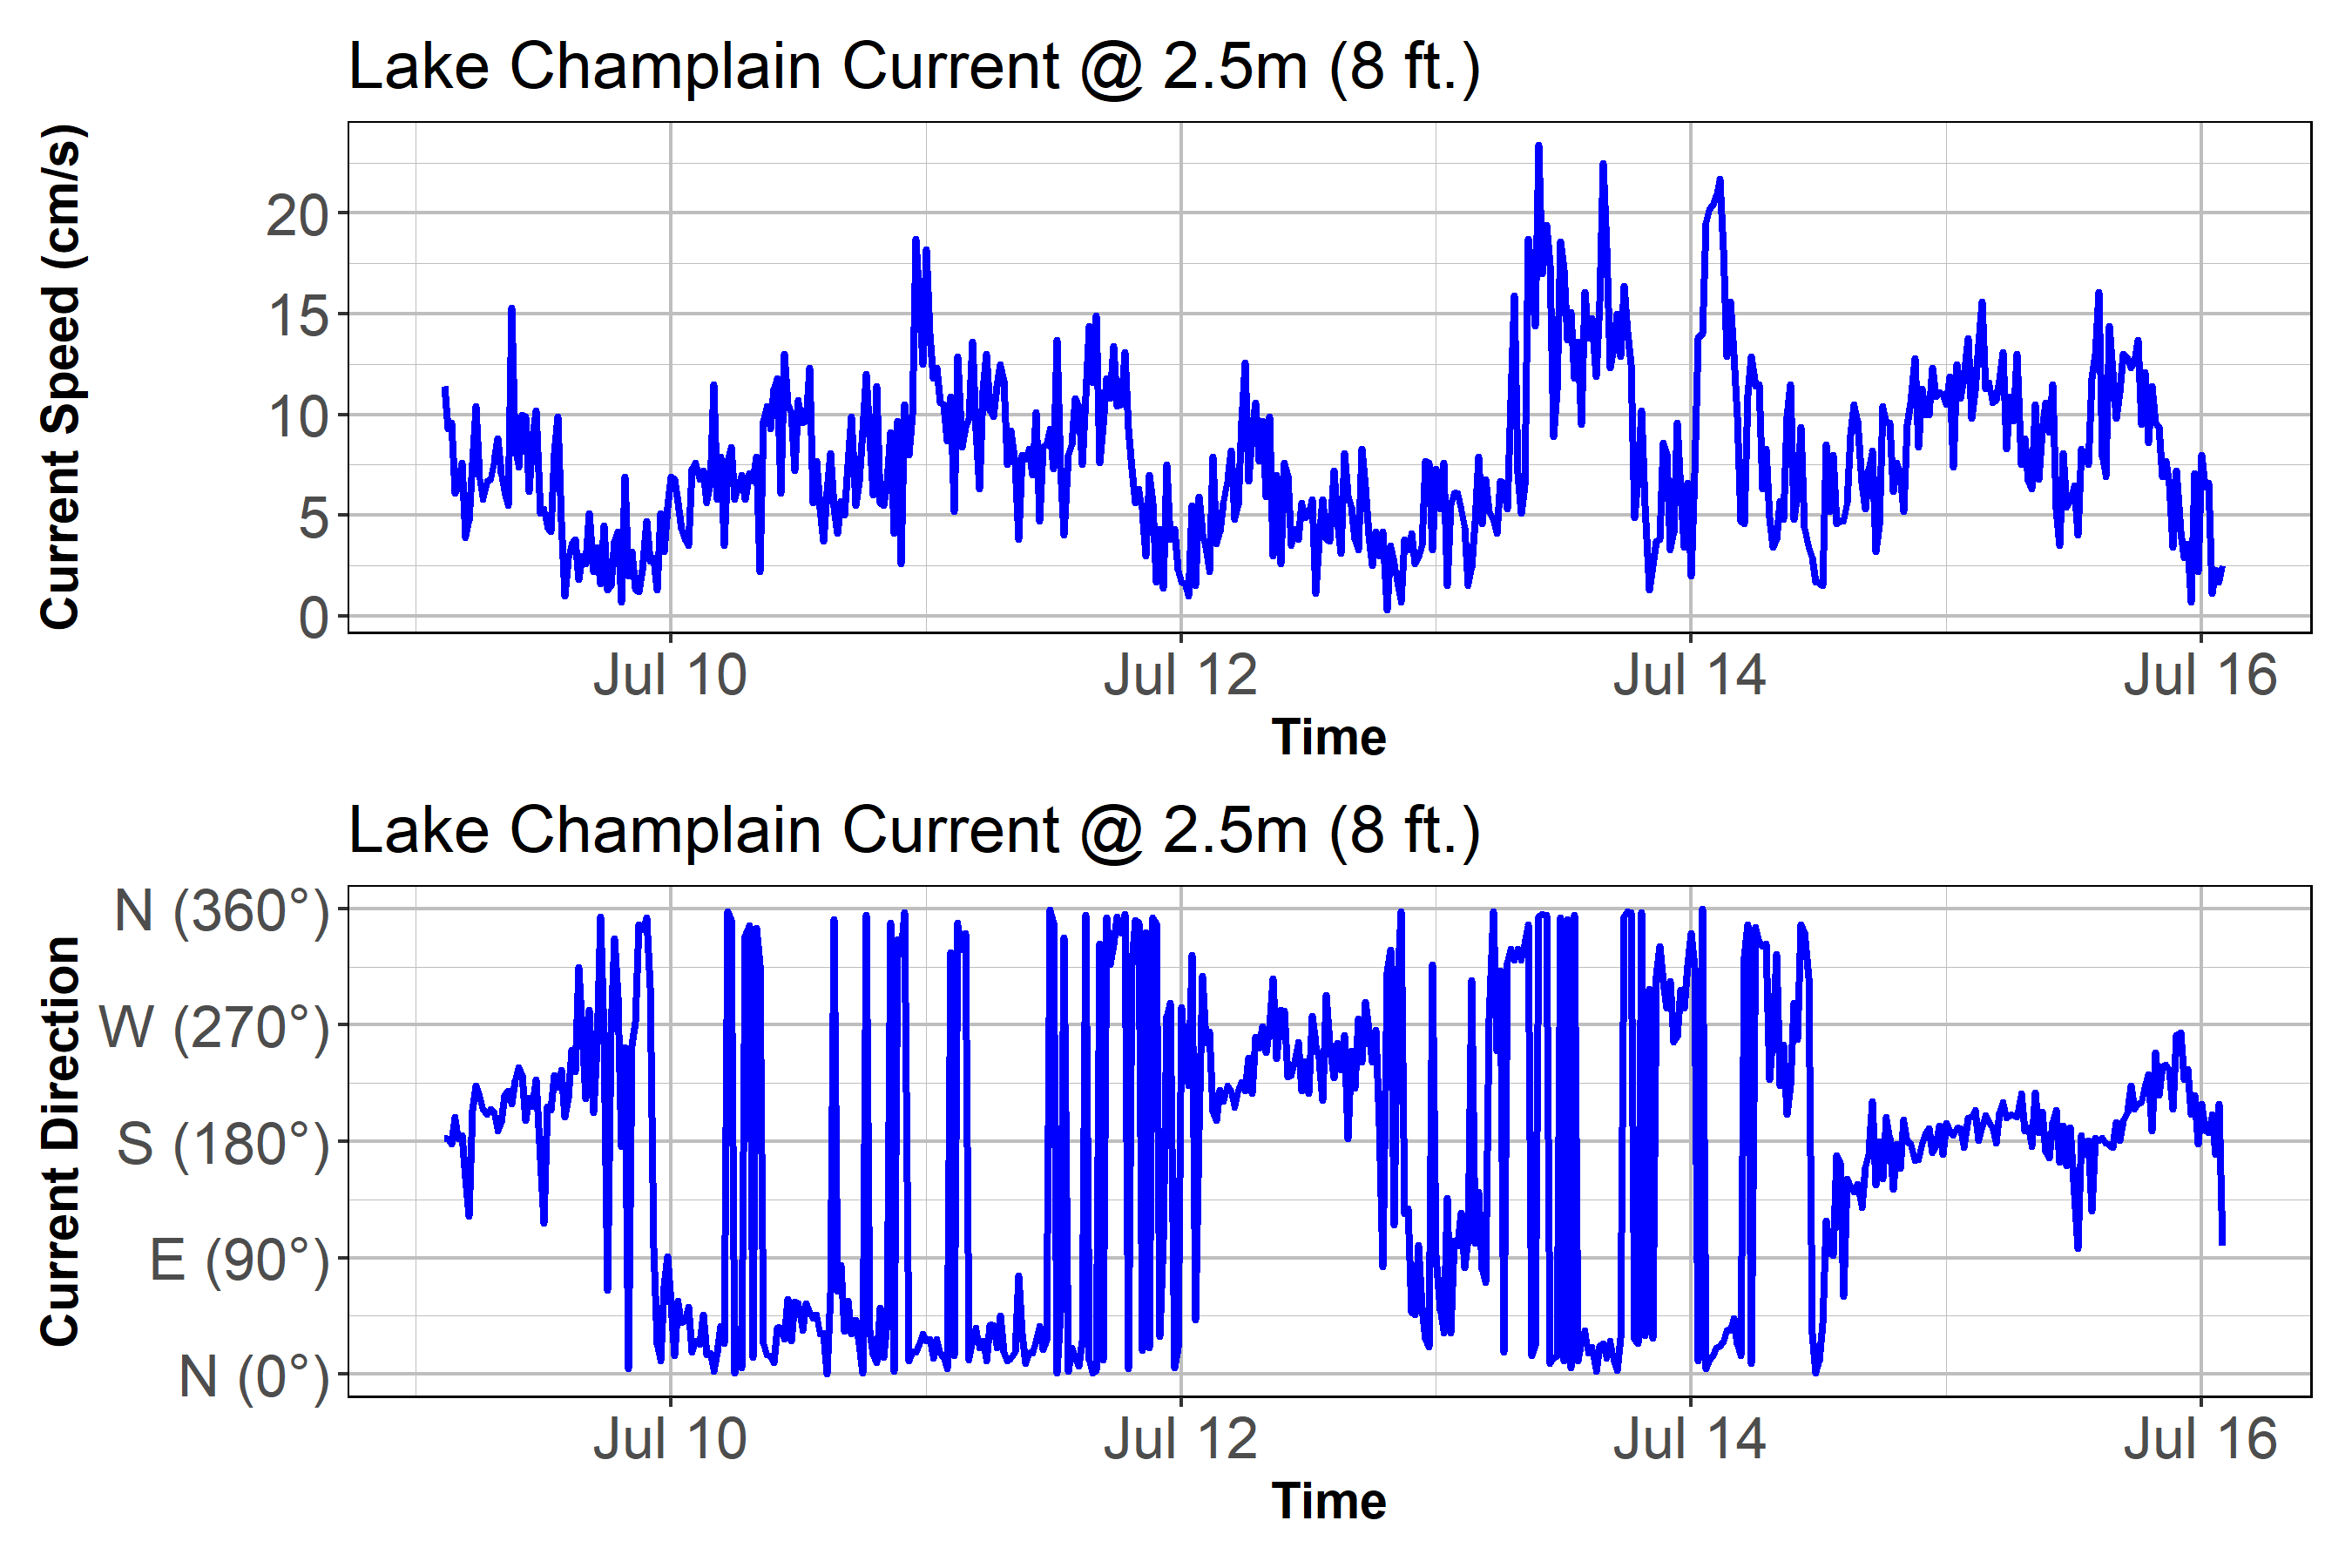 Lake Champlain Current @ 2.5m (8 ft.)
Current Speed (cm/s)
20
15
10
5
0
Jul 10 Jul 12 Jul 14 Jul 16
Time
Lake Champlain Current @ 2.5m (8 ft.)
Current Direction
N (360°)
W (270°)
S (180°)
E (90°)
N (0°)
Jul 10 Jul 12 Jul 14 Jul 16
Time